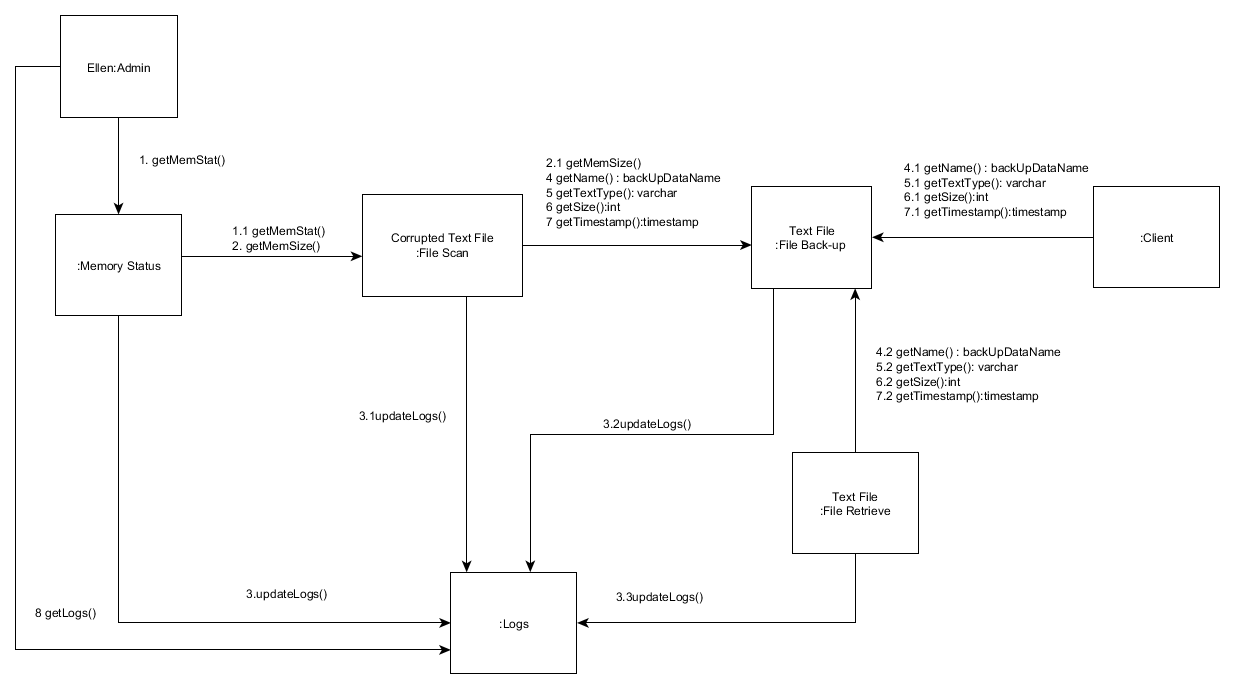 Ellen:Admin
1. getMemStat()
2.1 getMemSize()
4 getName() : backUpDataName
5 getTextType(): varchar
6 getSize():int
7 getTimestamp():timestamp
4.1 getName() : backUpDataName
5.1 getTextType(): varchar
6.1 getSize():int
7.1 getTimestamp():timestamp
:Memory Status
1.1 getMemStat()
2. getMemSize()
Corrupted Text File
:File Scan
Text File
:File Back-up
:Client
4.2 getName() : backUpDataName
5.2 getTextType(): varchar
6.2 getSize():int
7.2 getTimestamp():timestamp
3.1updateLogs()
3.2updateLogs()
Text File
:File Retrieve
8 getLogs()
3.updateLogs()
:Logs
3.3updateLogs()